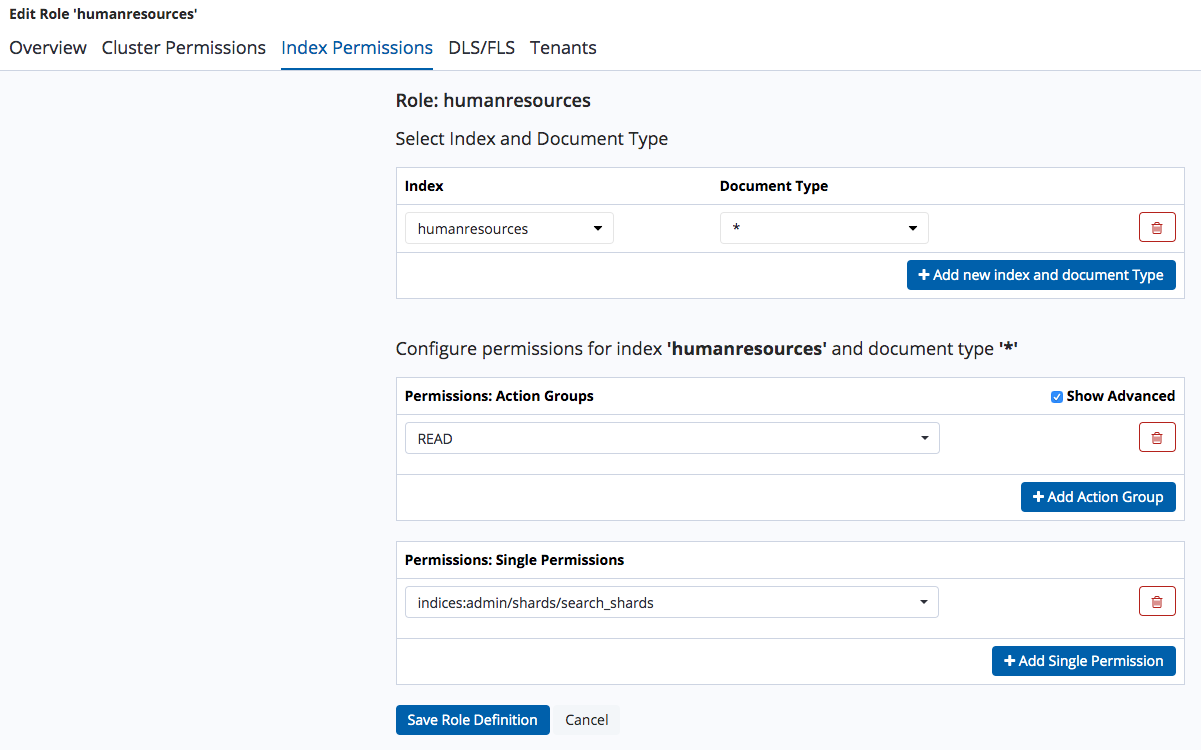 Edit Role 'humanresources'
Overview Cluster Permissions Index Permissions DLS/FLS Tenants
Role: humanresources
Select Index and Document Type
Index Document Type
humanresources *
Add new index and document Type
Configure permissions for index 'humanresources' and document type '*'
Permissions: Action Groups Show Advanced
READ
Add Action Group
Permissions: Single Permissions
indices:admin/shards/search_shards
Add Single Permission
Save Role Definition Cancel